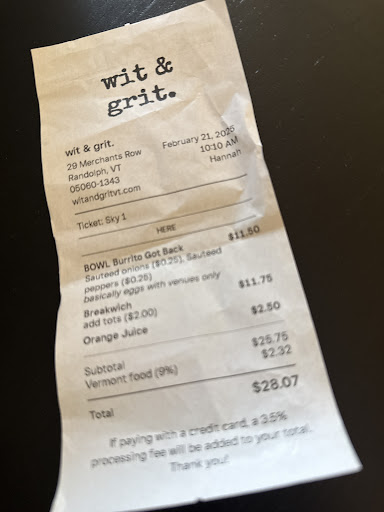 wit &
grit.
wit & grit.
29 Merchants Row
Randolph, VT
05060-1343
witandgritvt.com
February 21, 2025
10:10 AM
Hannah
Ticket: Sky 1
HERE
BOWL Burrito Got Back $11.50
Sauteed onions ($0.25), Sauteed
peppers ($0.25)
basically eggs with venues only
Breakwich $11.75
add tots ($2.00)
Orange Juice $2.50
Subtotal $25.75
Vermont food (9%) $2.32
Total $28.07
If paying with a credit card, a 3.5%
processing fee will be added to your total.
Thank you!